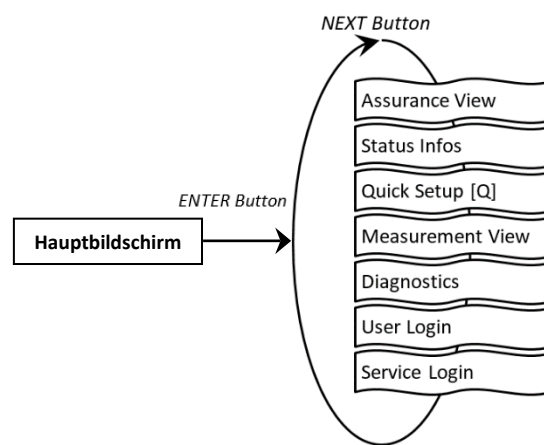 NEXT Button
Assurance View
Status Infos
Quick Setup [Q]
ENTER Button
Hauptbildschirm
Measurement View
Diagnostics
User Login
Service Login